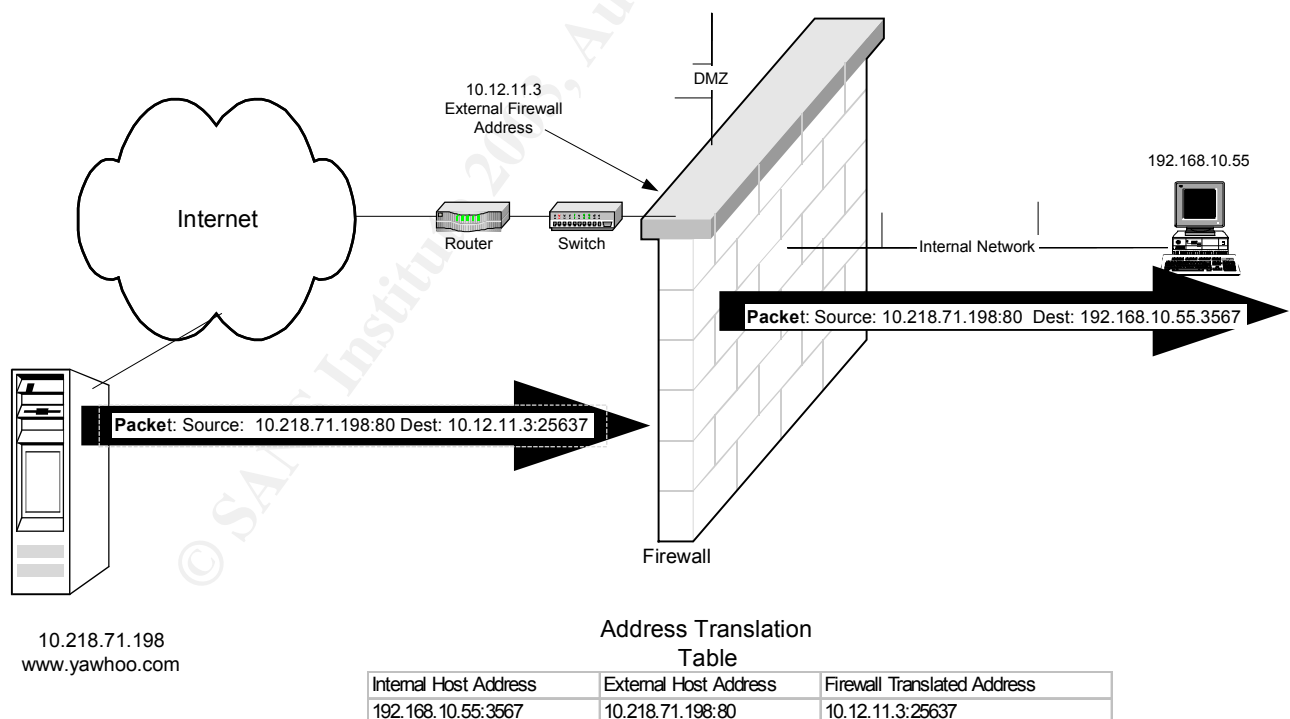 DMZ
10.12.11.3
External Firewall
Address
192.168.10.55
Internet
Router
Switch
Internal Network
Packet: Source: 10.218.71.198:80 Dest: 192.168.10.55.3567
Packet: Source: 10.218.71.198:80 Dest: 10.12.11.3:25637
Firewall
10.218.71.198
www.yawhoo.com
Address Translation
Table
Internal Host Address External Host Address Firewall Translated Address
192.168.10.55:3567 10.218.71.198:80 10.12.11.3:25637